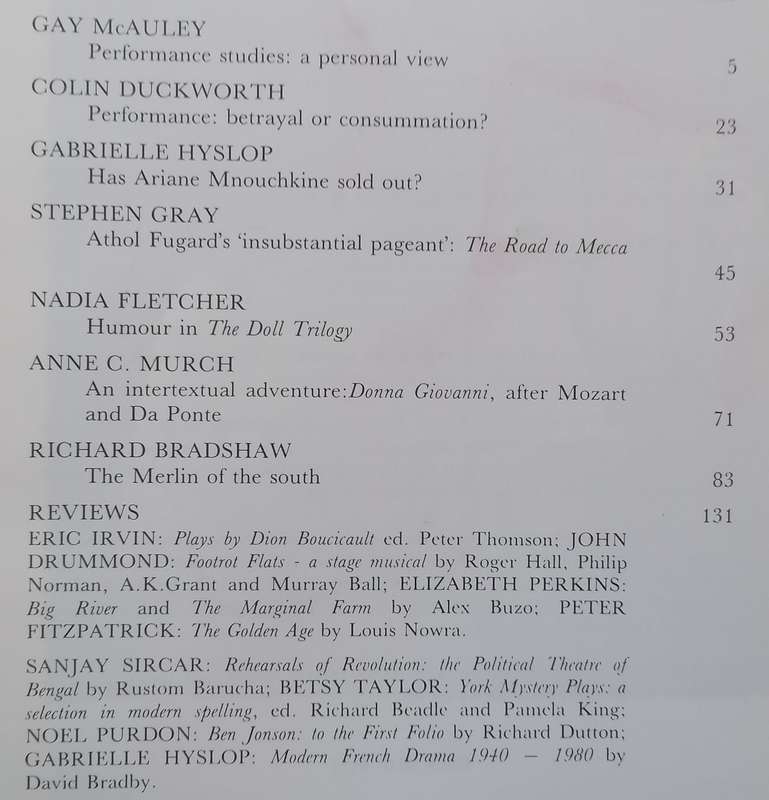 GAY McAULEY
Performance studies: a personal view 5
COLIN DUCKWORTH
Performance: betrayal or consummation? 23
GABRIELLE HYSLOP
Has Ariane Mnouchkine sold out? 31
STEPHEN GRAY
Athol Fugard's 'insubstantial pageant': The Road to Mecca
45
NADIA FLETCHER
Humour in The Doll Trilogy 53
ANNE C. MURCH
An intertextual adventure:Donna Giovanni, after Mozart
and Da Ponte 71
RICHARD BRADSHAW
The Merlin of the south 83
REVIEWS 131
ERIC IRVIN: Plays by Dion Boucicault ed. Peter Thomson; JOHN
DRUMMOND: Footrot Flats - a stage musical by Roger Hall, Philip
Norman, A.K.Grant and Murray Ball; ELIZABETH PERKINS:
Big River and The Marginal Farm by Alex Buzo; PETER
FITZPATRICK: The Golden Age by Louis Nowra.
SANJAY SIRCAR: Rehearsals of Revolution: the Political Theatre of
Bengal by Rustom Barucha; BETSY TAYLOR: York Mystery Plays: a
selection in modern spelling, ed. Richard Beadle and Pamela King;
NOEL PURDON: Ben Jonson: to the First Folio by Richard Dutton;
GABRIELLE HYSLOP: Modern French Drama 1940 — 1980 by
David Bradby.